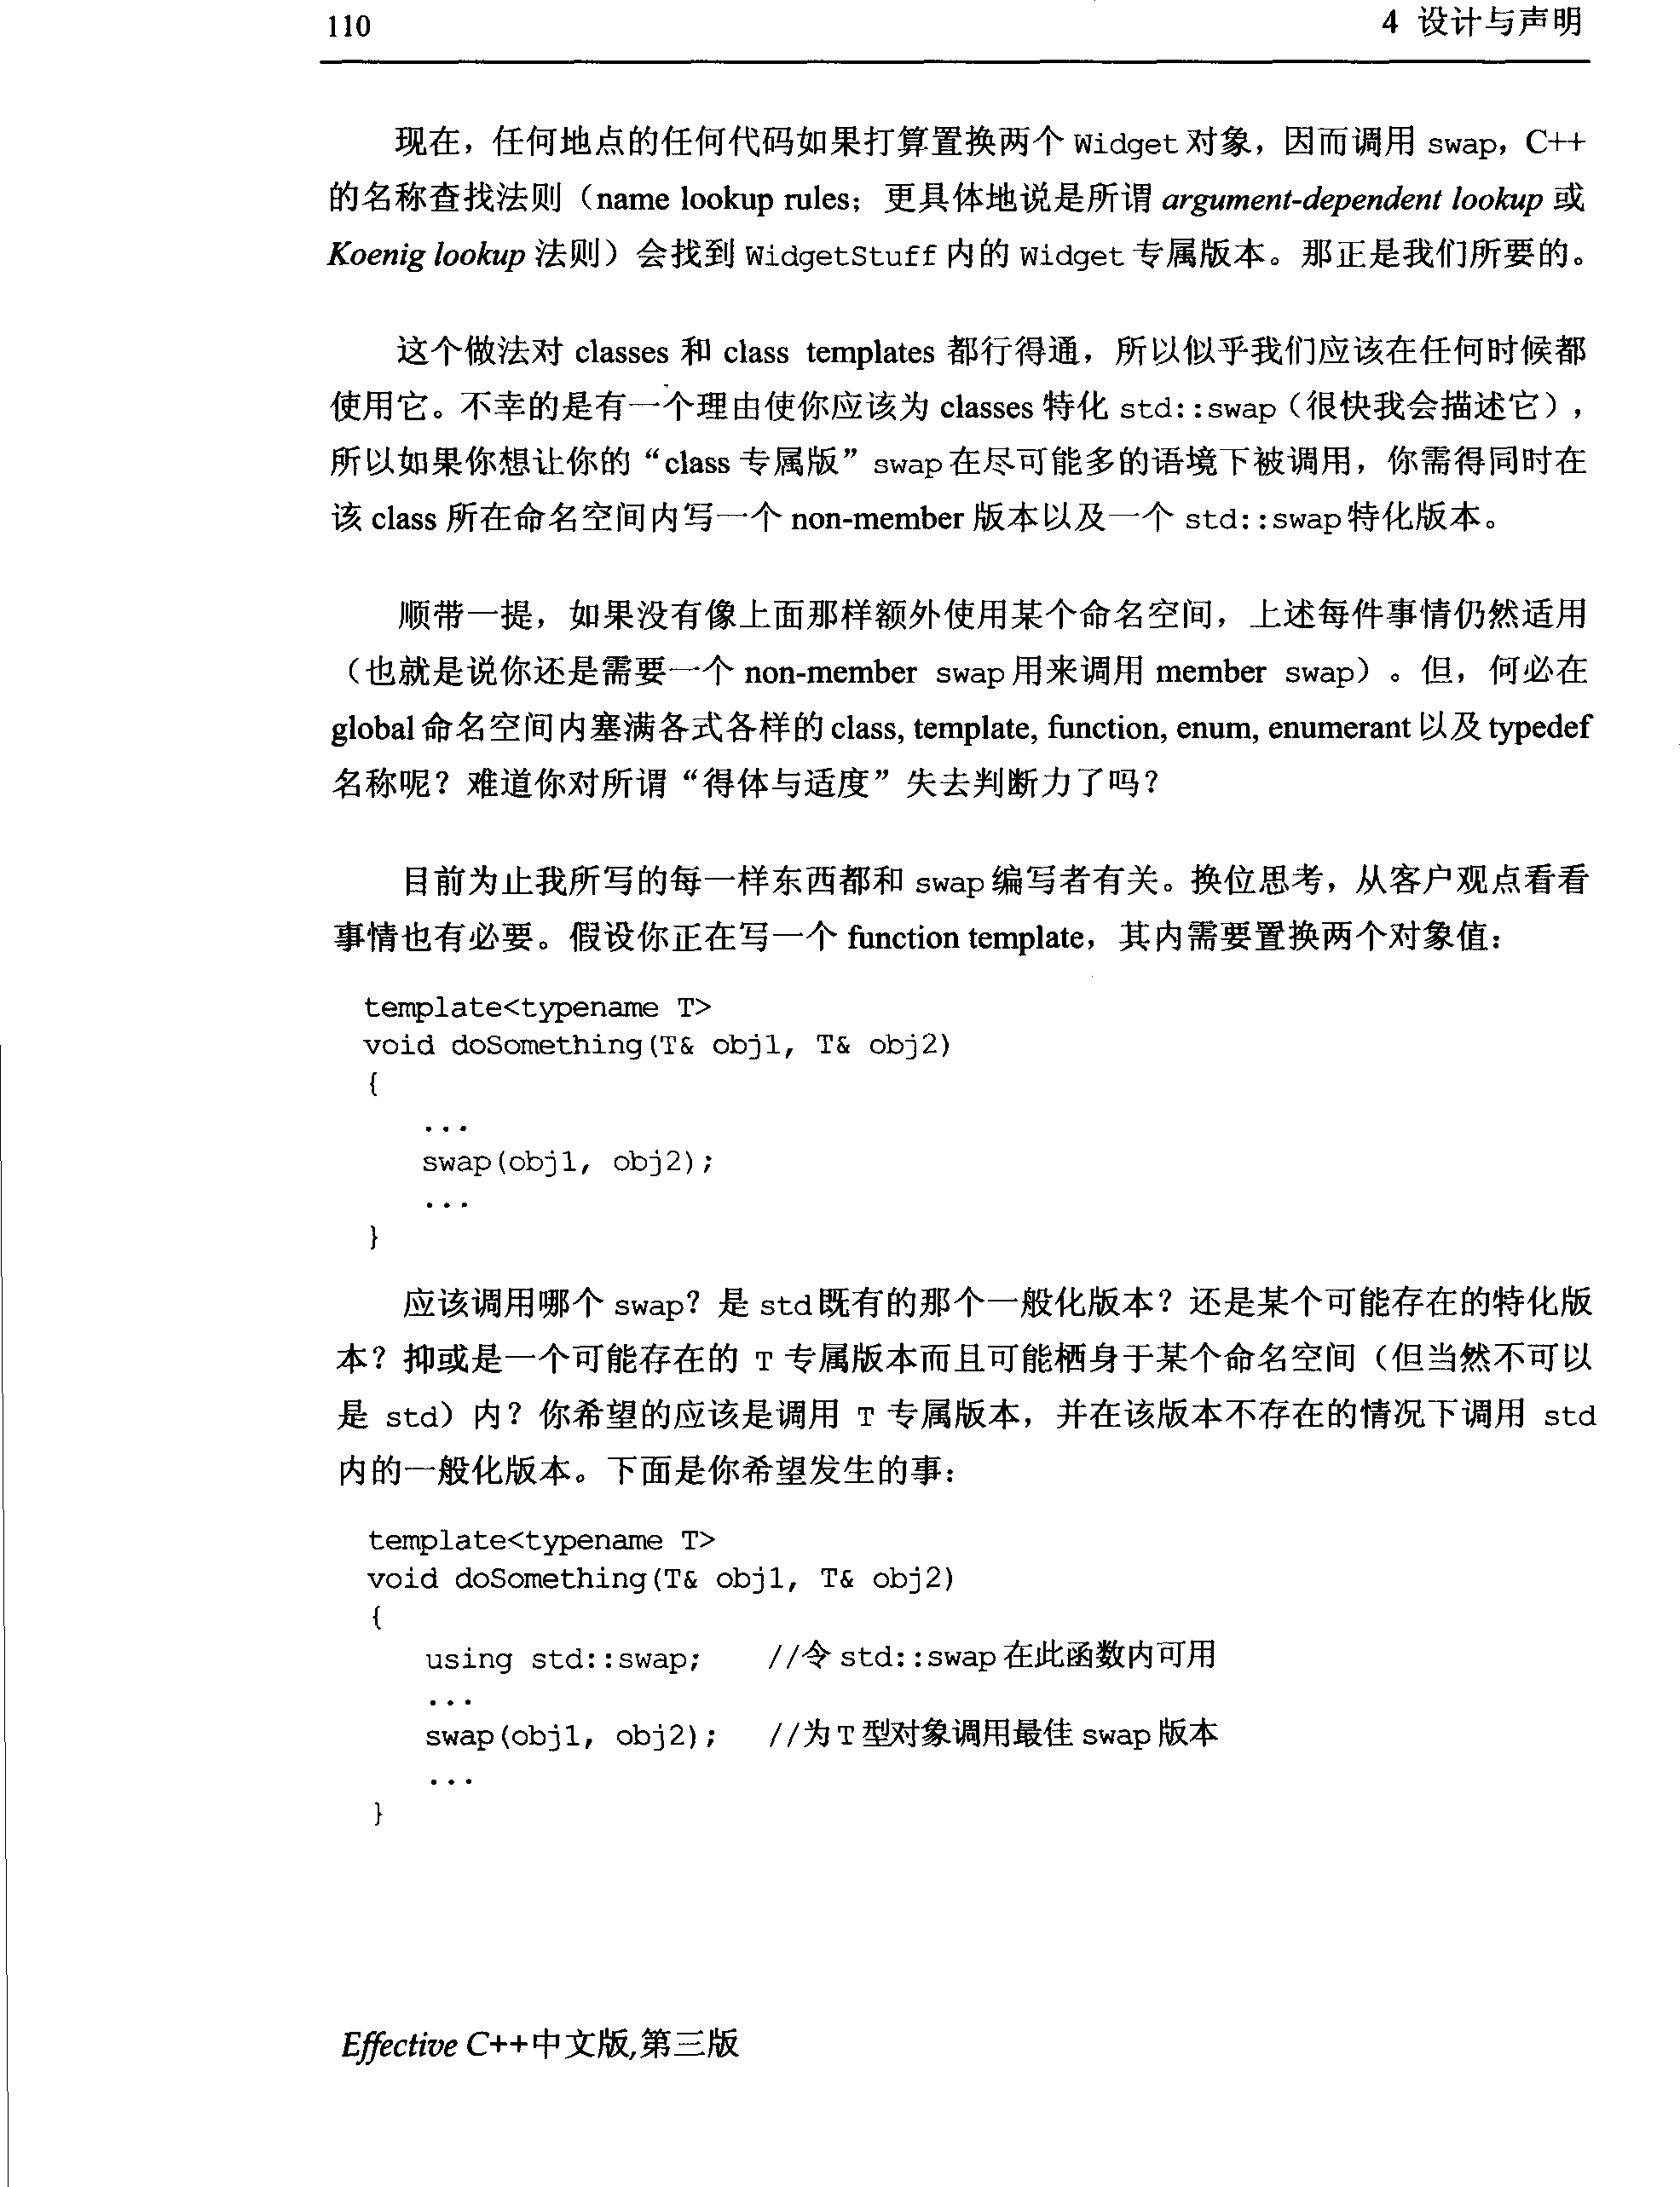 110
4 设计与声明
现在，任何地点的任何代码如果打算置换两个 Widget 对象，因而调用 swap，C++
的名称查找法则（name lookup rules；更具体地说是所谓 argument-dependent lookup 或
Koenig lookup 法则）会找到 WidgetStuff 内的 Widget 专属版本。那正是我们所要的。
这个做法对 classes 和 class templates 都行得通，所以似乎我们应该在任何时候都
使用它。不幸的是有一个理由使你应该为 classes 特化 std::swap（很快我会描述它），
所以如果你想让你的“class 专属版”swap 在尽可能多的语境下被调用，你需得同时在
该 class 所在命名空间内写一个 non-member 版本以及一个 std::swap 特化版本。
顺带一提，如果没有像上面那样额外使用某个命名空间，上述每件事情仍然适用
（也就是说你还是需要一个 non-member swap 用来调用 member swap）。但，何必在
global 命名空间内塞满各式各样的 class, template, function, enum, enumerant 以及 typedef
名称呢？难道你对所谓“得体与适度”失去判断力了吗？
目前为止我所写的每一样东西都和 swap 编写者有关。换位思考，从客户观点看看
事情也有必要。假设你正在写一个 function template，其内需要置换两个对象值：
template<typename T>
void doSomething(T& obj1, T& obj2)
{
...
swap(obj1, obj2);
...
}
应该调用哪个 swap？是 std 既有的那个一般化版本？还是某个可能存在的特化版
本？抑或是一个可能存在的 T 专属版本而且可能栖身于某个命名空间（但当然不可以
是 std）内？你希望的应该是调用 T 专属版本，并在该版本不存在的情况下调用 std
内的一般化版本。下面是你希望发生的事：
template<typename T>
void doSomething(T& obj1, T& obj2)
{
using std::swap; //令 std::swap 在此函数内可用
...
swap(obj1, obj2); //为 T 型对象调用最佳 swap 版本
...
}
Effective C++中文版,第三版